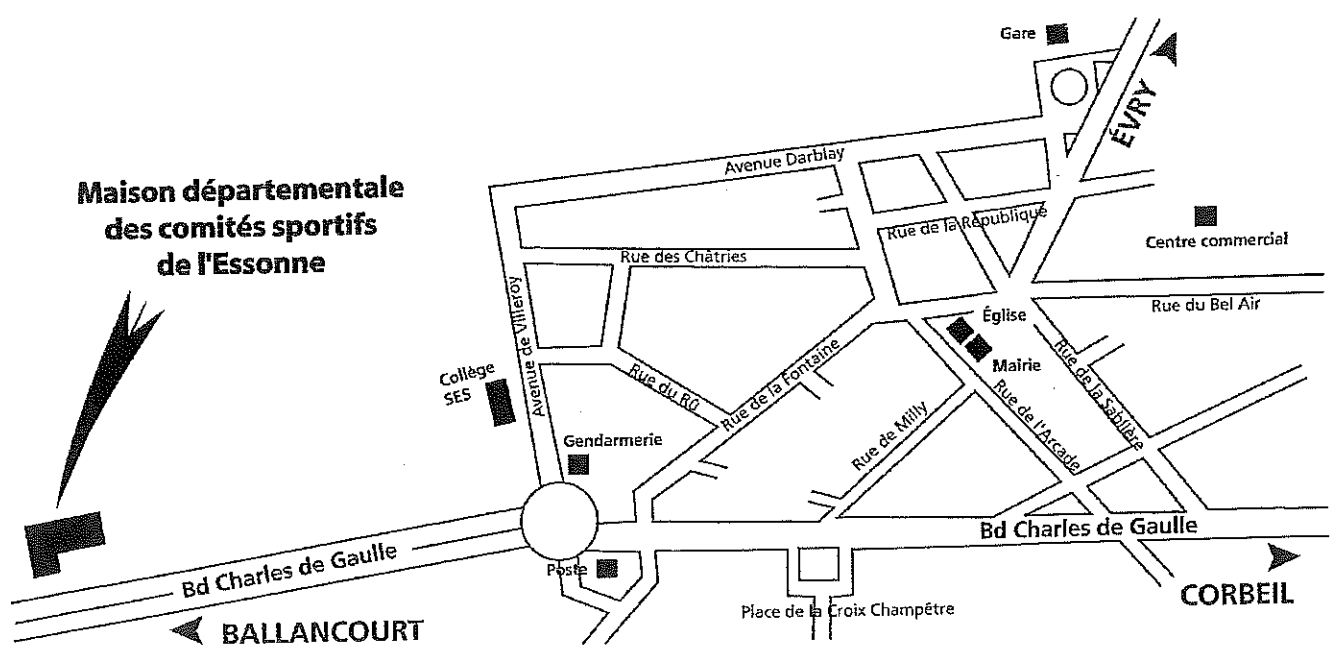 Gare
ÉVRY
Avenue Darblay
Maison départementale
des comités sportifs
de l'Essonne
Rue de la République
Centre commercial
Rue des Châtries
Avenue de Villeroy
Rue du Bel Air
Église
Mairie
Rue de la Sablière
Collège
SES
Rue du Rû
Rue de la Fontaine
Rue de Milly
Rue de l'Arcade
Gendarmerie
Bd Charles de Gaulle
Bd Charles de Gaulle
Poste
CORBEIL
Place de la Croix Champêtre
BALLANCOURT